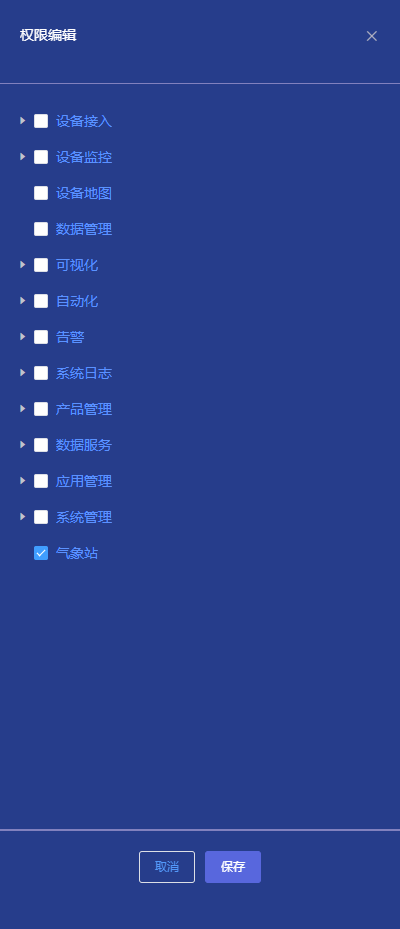 权限编辑
设备接入
设备监控
设备地图
数据管理
可视化
自动化
告警
系统日志
产品管理
数据服务
应用管理
系统管理
气象站
取消 保存